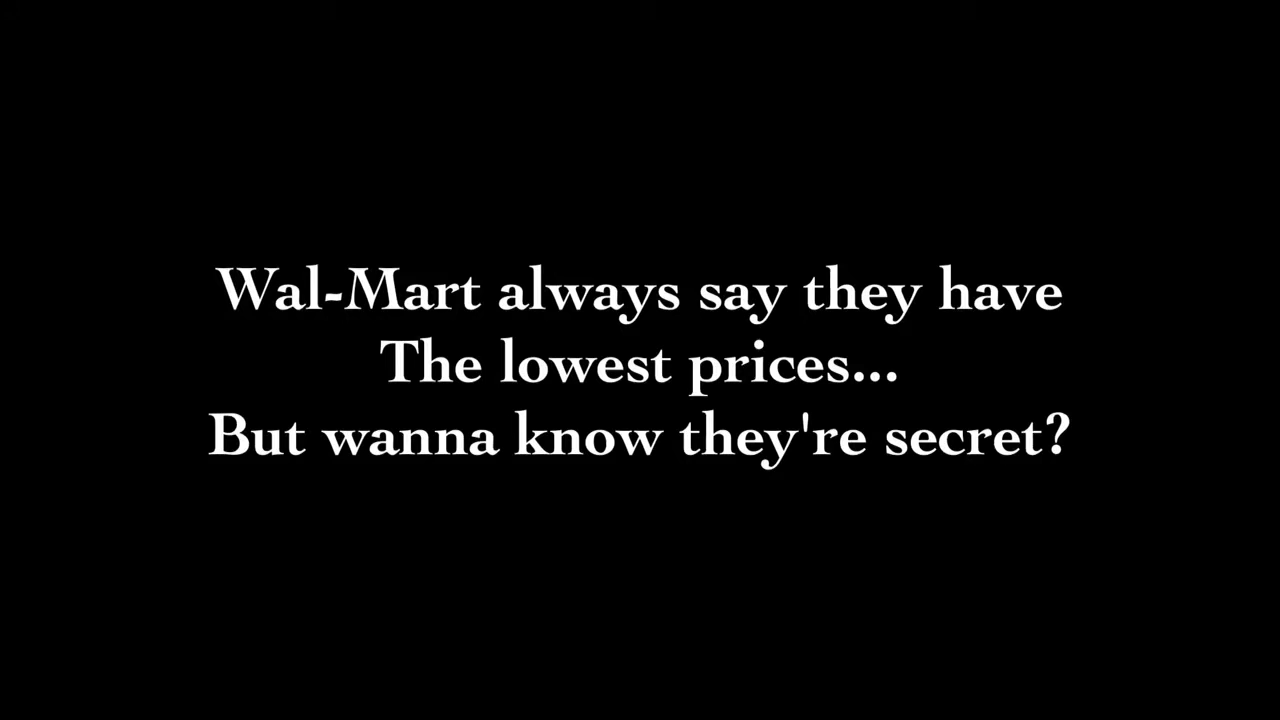 Wal-Mart always say they have
The lowest prices...
But wanna know they're secret?